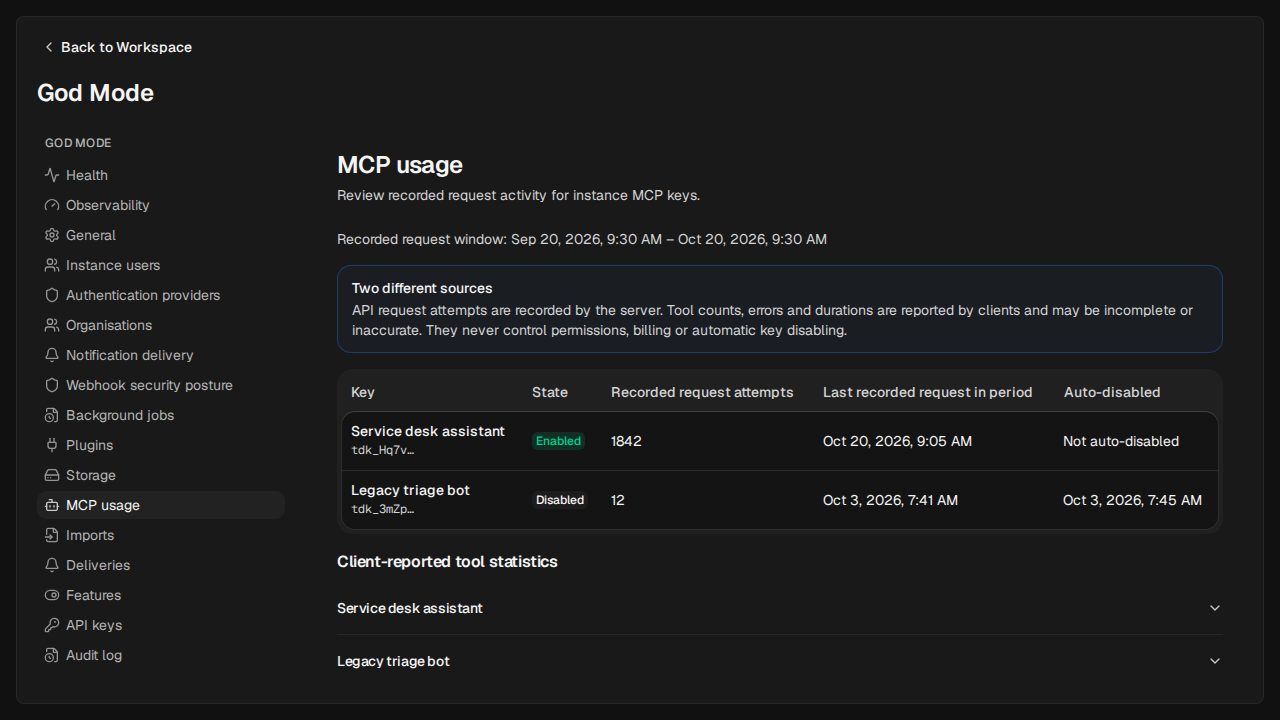 Back to Workspace
God Mode
GOD MODE
Health
Observability
General
Instance users
Authentication providers
Organisations
Notification delivery
Webhook security posture
Background jobs
Plugins
Storage
MCP usage
Imports
Deliveries
Features
API keys
Audit log
MCP usage
Review recorded request activity for instance MCP keys.
Recorded request window: Sep 20, 2026, 9:30 AM – Oct 20, 2026, 9:30 AM
Two different sources
API request attempts are recorded by the server. Tool counts, errors and durations are reported by clients and may be incomplete or
inaccurate. They never control permissions, billing or automatic key disabling.
Key State Recorded request attempts Last recorded request in period Auto-disabled
Service desk assistant
tdk_Hq7v… Enabled 1842 Oct 20, 2026, 9:05 AM Not auto-disabled
Legacy triage bot
tdk_3mZp… Disabled 12 Oct 3, 2026, 7:41 AM Oct 3, 2026, 7:45 AM
Client-reported tool statistics
Service desk assistant
Legacy triage bot